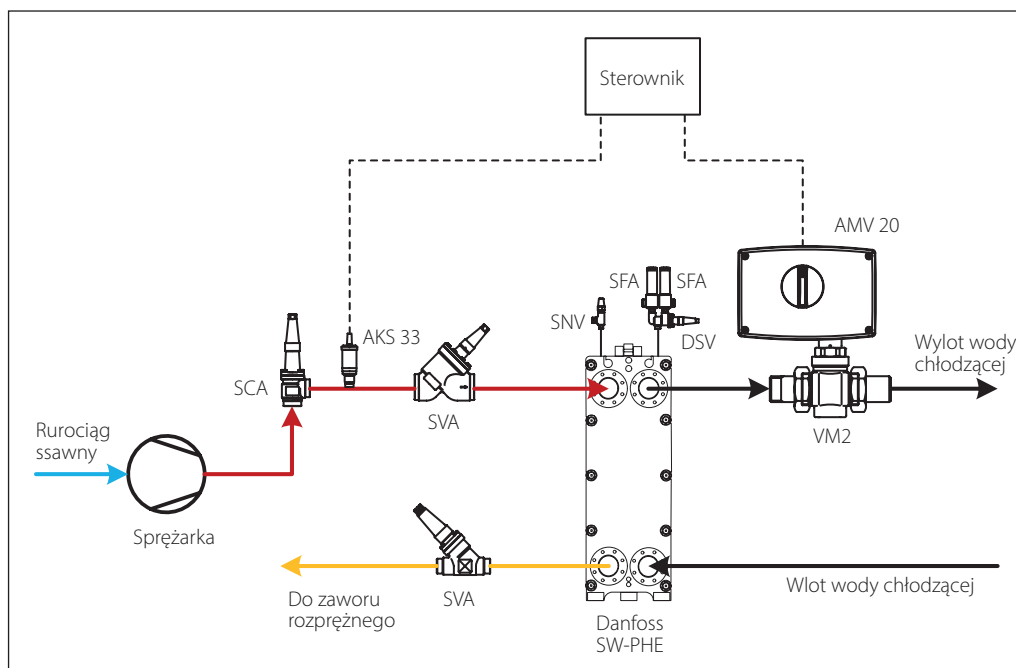 Sterownik
AMV 20
SFA
SFA
SNV
DSV
AKS 33
Wylot wody
chłodzącej
SCA
SVA
VM2
Rurociąg
ssawny
Sprężarka
SVA
Do zaworu
rozprężnego
Wlot wody chłodzącej
Danfoss
SW-PHE